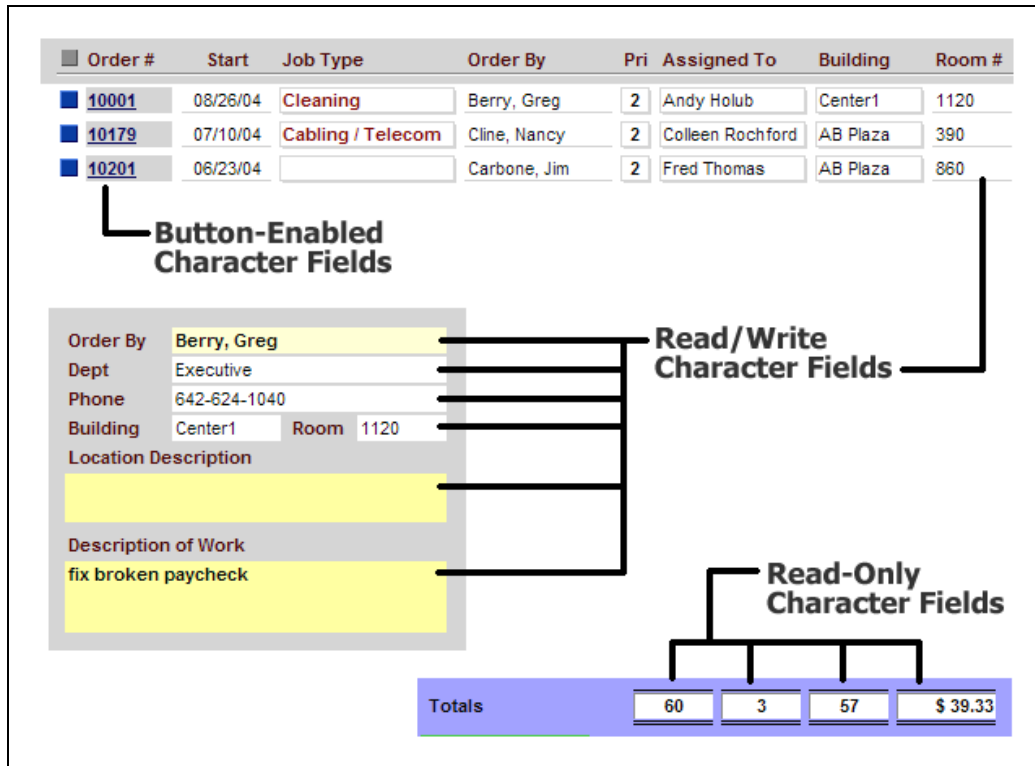 Order # Start Job Type Order By Pri Assigned To Building Room #
10001 08/26/04 Cleaning Berry, Greg 2 Andy Holub Center1 1120
10179 07/10/04 Cabling / Telecom Cline, Nancy 2 Colleen Rochford AB Plaza 390
10201 06/23/04 Carbone, Jim 2 Fred Thomas AB Plaza 860
Button-Enabled
Character Fields
Order By Berry, Greg
Dept Executive
Phone 642-624-1040
Building Center1 Room 1120
Location Description
Description of Work
fix broken paycheck
Read/Write
Character Fields
Read-Only
Character Fields
Totals 60 3 57 $ 39.33